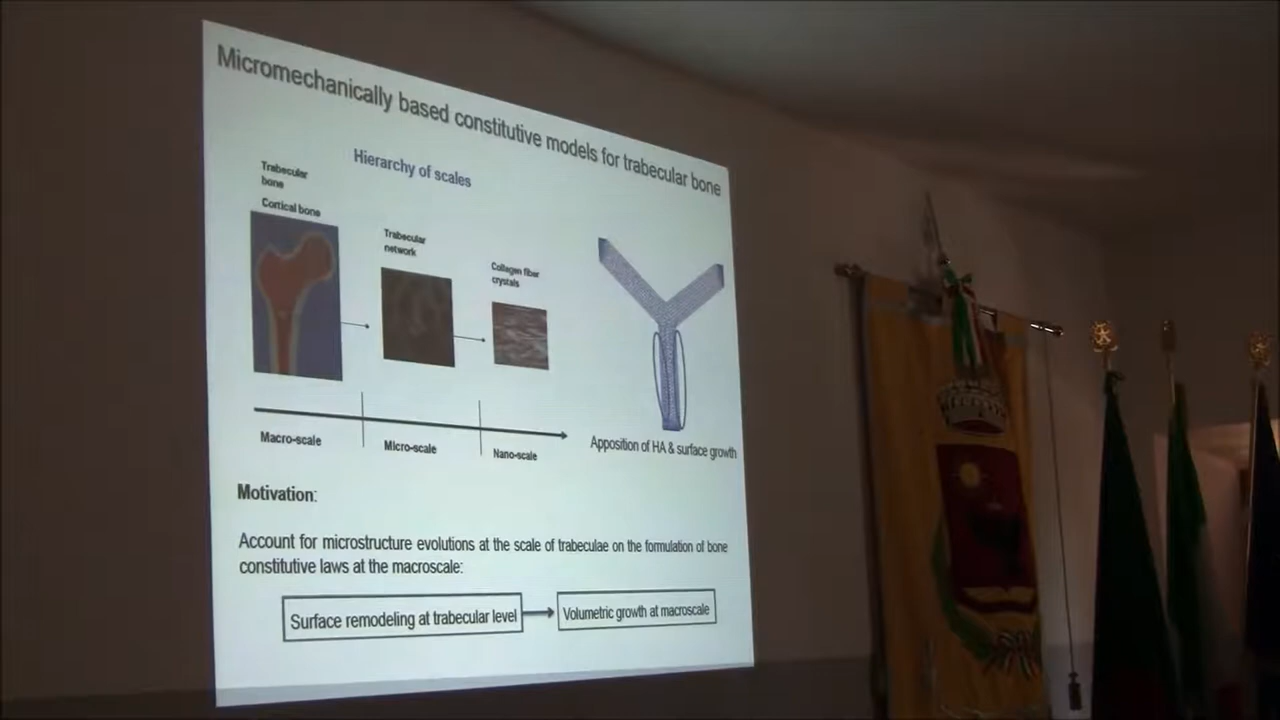 Micromechanically based constitutive models for trabecular bone
Hierarchy of scales
Trabecular
bone
Cortical bone
Trabecular
network
Collagen fiber
crystals
Macro-scale
Micro-scale
Nano-scale
Apposition of HA & surface growth
Motivation:
Account for microstructure evolutions at the scale of trabeculae on the formulation of bone
constitutive laws at the macroscale:
Surface remodeling at trabecular level
Volumetric growth at macroscale